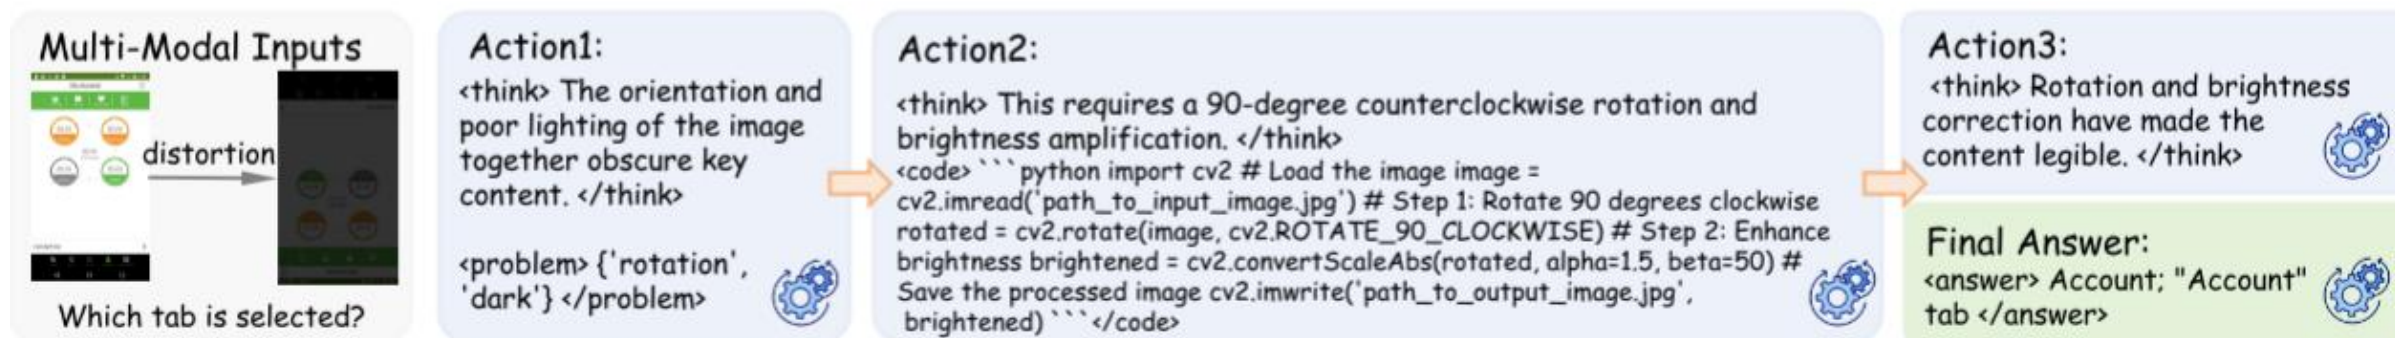 Multi-Modal Inputs
distortion
Which tab is selected?
Action1:
<think> The orientation and
poor lighting of the image
together obscure key
content. </think>
<problem> {'rotation',
'dark'} </problem>
Action2:
<think> This requires a 90-degree counterclockwise rotation and
brightness amplification. </think>
<code> ```python import cv2 # Load the image image =
cv2.imread('path_to_input_image.jpg') # Step 1: Rotate 90 degrees clockwise
rotated = cv2.rotate(image, cv2.ROTATE_90_CLOCKWISE) # Step 2: Enhance
brightness brightened = cv2.convertScaleAbs(rotated, alpha=1.5, beta=50) #
Save the processed image cv2.imwrite('path_to_output_image.jpg',
brightened) ```</code>
Action3:
<think> Rotation and brightness
correction have made the
content legible. </think>
Final Answer:
<answer> Account; "Account"
tab </answer>